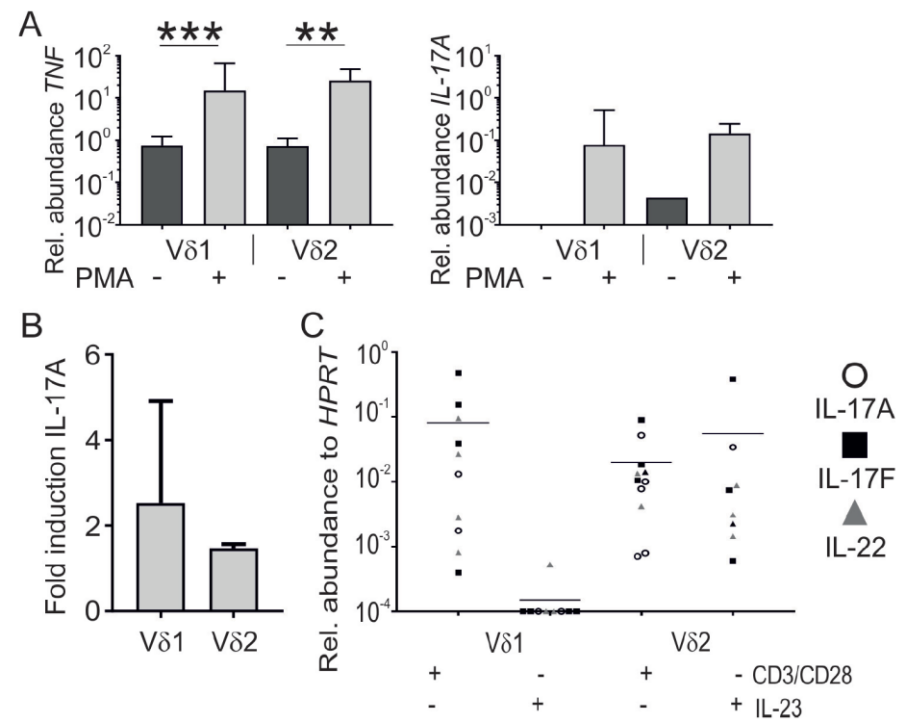 A
*** **
Rel. abundance TNF
10² 10¹ 10⁰ 10⁻¹ 10⁻²
Vδ1 | Vδ2
PMA - + - +
Rel. abundance IL-17A
10¹ 10⁰ 10⁻¹ 10⁻² 10⁻³
Vδ1 | Vδ2
PMA - + - +
B
Fold induction IL-17A
6
4
2
0
Vδ1 Vδ2
C
Rel. abundance to HPRT
10⁰
10⁻¹
10⁻²
10⁻³
10⁻⁴
Vδ1 Vδ2
+ - + - CD3/CD28
- + - + IL-23
IL-17A
IL-17F
IL-22